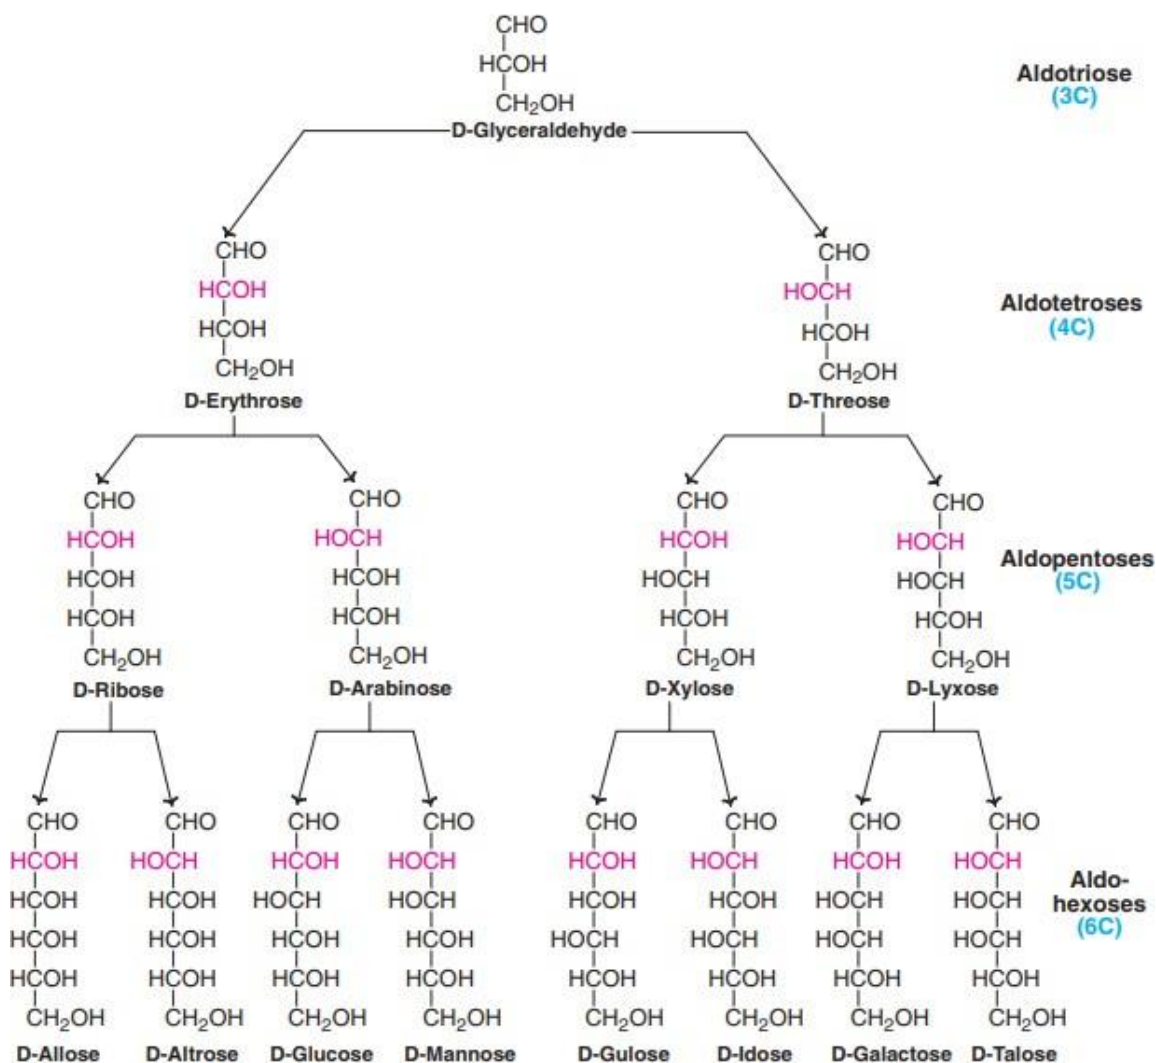 CHO
HCOH
CH₂OH
D-Glyceraldehyde
Aldotriose
(3C)
CHO
HCOH
HCOH
CH₂OH
D-Erythrose
CHO
HOCH
HCOH
CH₂OH
D-Threose
Aldotetroses
(4C)
CHO
HCOH
HCOH
HCOH
CH₂OH
D-Ribose
CHO
HOCH
HCOH
HCOH
CH₂OH
D-Arabinose
CHO
HCOH
HOCH
HCOH
CH₂OH
D-Xylose
CHO
HOCH
HOCH
HCOH
CH₂OH
D-Lyxose
Aldopentoses
(5C)
CHO
HCOH
HCOH
HCOH
HCOH
CH₂OH
D-Allose
CHO
HOCH
HCOH
HCOH
HCOH
CH₂OH
D-Altrose
CHO
HCOH
HOCH
HCOH
HCOH
CH₂OH
D-Glucose
CHO
HOCH
HOCH
HCOH
HCOH
CH₂OH
D-Mannose
CHO
HCOH
HCOH
HOCH
HCOH
CH₂OH
D-Gulose
CHO
HOCH
HCOH
HOCH
HCOH
CH₂OH
D-Idose
CHO
HCOH
HOCH
HOCH
HCOH
CH₂OH
D-Galactose
CHO
HOCH
HOCH
HOCH
HCOH
CH₂OH
D-Talose
Aldo-
hexoses
(6C)